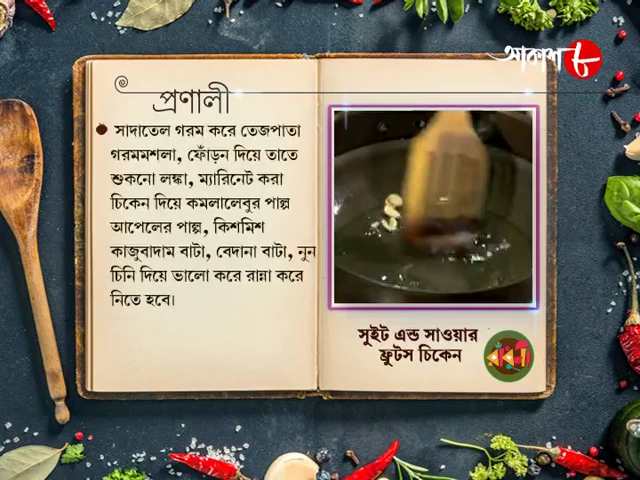 আকাশ ৮
প্রণালী
সাদাতেল গরম করে তেজপাতা
গরমমশলা, ফোঁড়ন দিয়ে তাতে
শুকনো লঙ্কা, ম্যারিনেট করা
চিকেন দিয়ে কমলালেবুর পাল্প
আপেলের পাল্প, কিশমিশ
কাজুবাদাম বাটা, বেদানা বাটা, নুন
চিনি দিয়ে ভালো করে রান্না করে
নিতে হবে।
সুইট এন্ড সাওয়ার
ফ্রুটস চিকেন